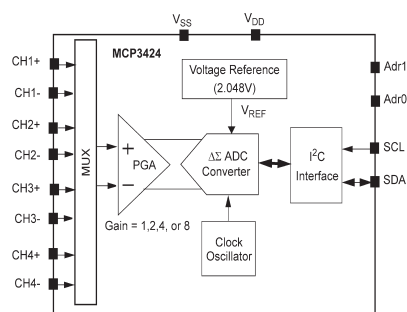 VSS
VDD
MCP3424
CH1+
CH1-
CH2+
CH2-
CH3+
CH3-
CH4+
CH4-
MUX
+
−
PGA
Gain = 1,2,4, or 8
Voltage Reference
(2.048V)
VREF
ΔΣ ADC
Converter
Clock
Oscillator
I²C
Interface
Adr1
Adr0
SCL
SDA